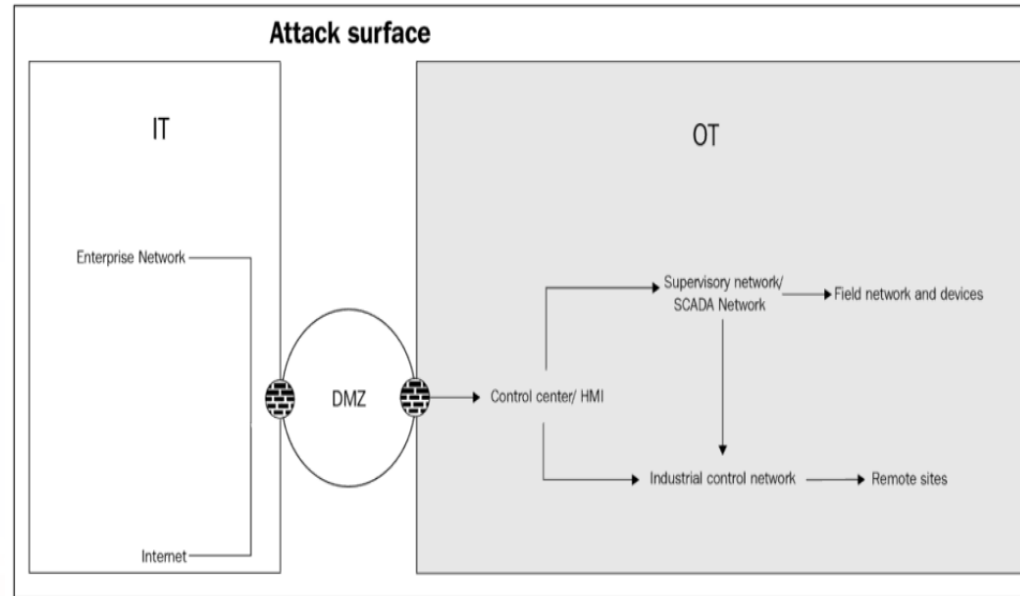 Attack surface
IT
OT
Enterprise Network
Internet
DMZ
Control center/ HMI
Supervisory network/
SCADA Network
Field network and devices
Industrial control network
Remote sites